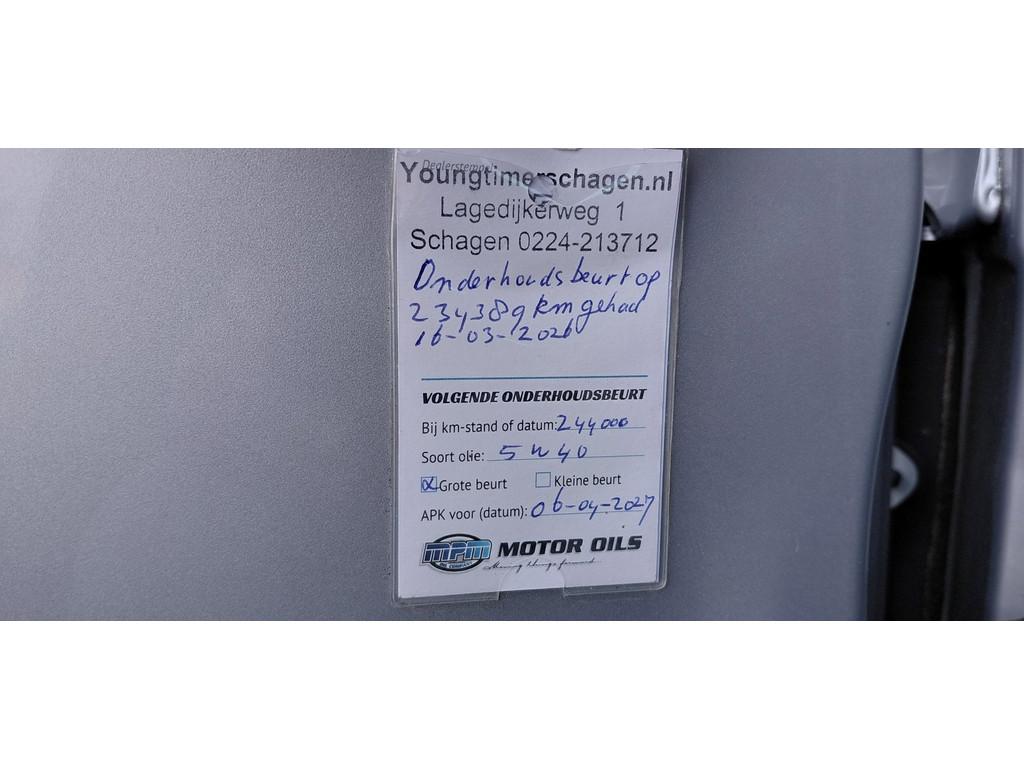 Dealerstempel
Youngtimerschagen.nl
Lagedijkerweg 1
Schagen 0224-213712
Onderhoudsbeurt op
234389 km gehad
16-03-2026
VOLGENDE ONDERHOUDSBEURT
Bij km-stand of datum: 244000
Soort olie: 5w40
Grote beurt Kleine beurt
APK voor (datum): 06-04-2027
MPM MOTOR OILS